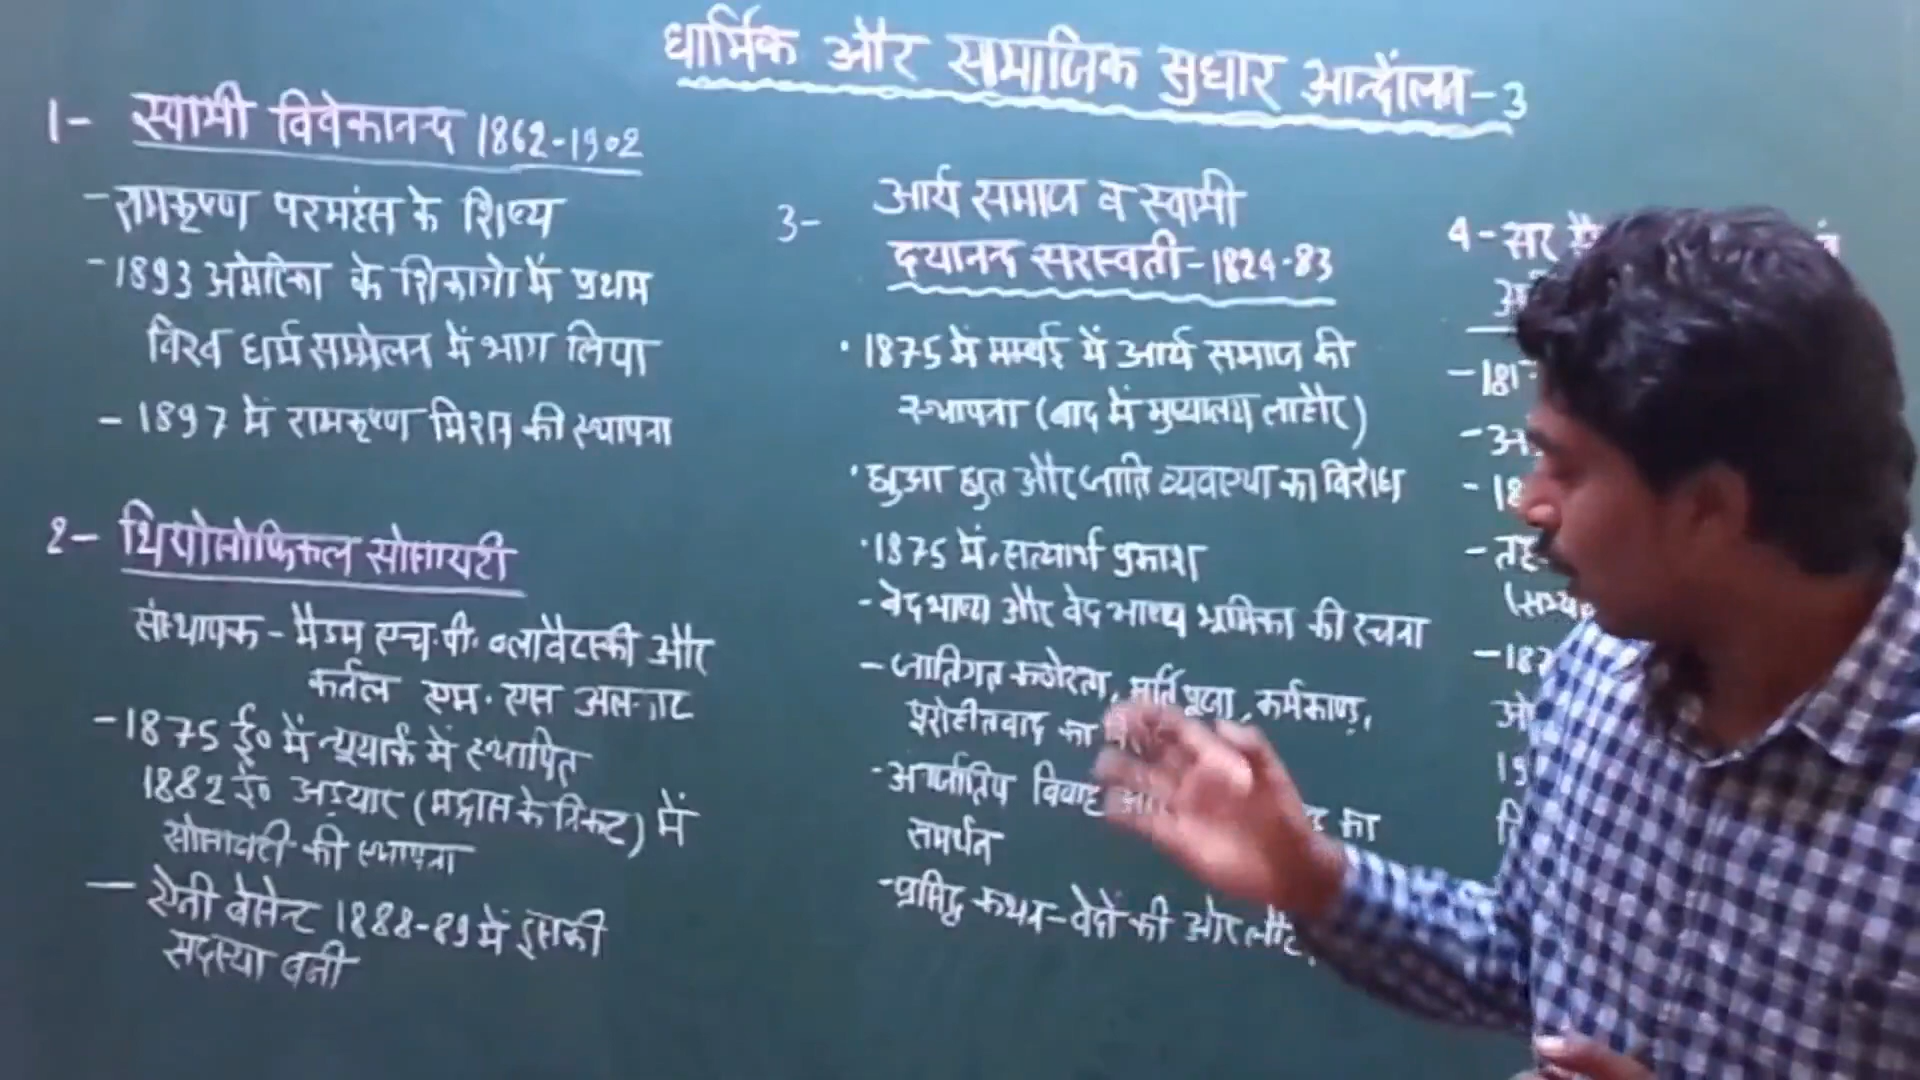 धार्मिक और सामाजिक सुधार आन्दोलन-3
1- स्वामी विवेकानन्द 1862-1902
- रामकृष्ण परमहंस के शिष्य
- 1893 अमेरिका के शिकागो में प्रथम
विश्व धर्म सम्मेलन में भाग लिया
- 1897 में रामकृष्ण मिशन की स्थापना
2- थियोसोफिकल सोसायटी
संस्थापक - मैडम एच.पी. ब्लावैटस्की और
कर्नल एम. एस अल्काट
- 1875 ई० में न्यूयार्क में स्थापित
1882 ई० अड्यार (मद्रास के निकट) में
सोसायटी की स्थापना
- ऐनी बेसेन्ट 1888-89 में इसकी
सदस्या बनी
3- आर्य समाज व स्वामी
दयानन्द सरस्वती-1824-83
· 1875 में मम्बई में आर्य समाज की
स्थापना (बाद में मुख्यालय लाहौर)
· छुआ छुत और जाति व्यवस्था का विरोध
· 1875 में, सत्यार्थ प्रकाश
- वेदभाष्य और वेद भाष्य भूमिका की रचना
- जातिगत कठोरता, मूर्ति पूजा, कर्मकाण्ड,
पुरोहीतवाद का
- अन्तर्जातिय विवाह का
समर्थन
- प्रसिद्ध कथन-वेदों की ओर लौट
4- सर